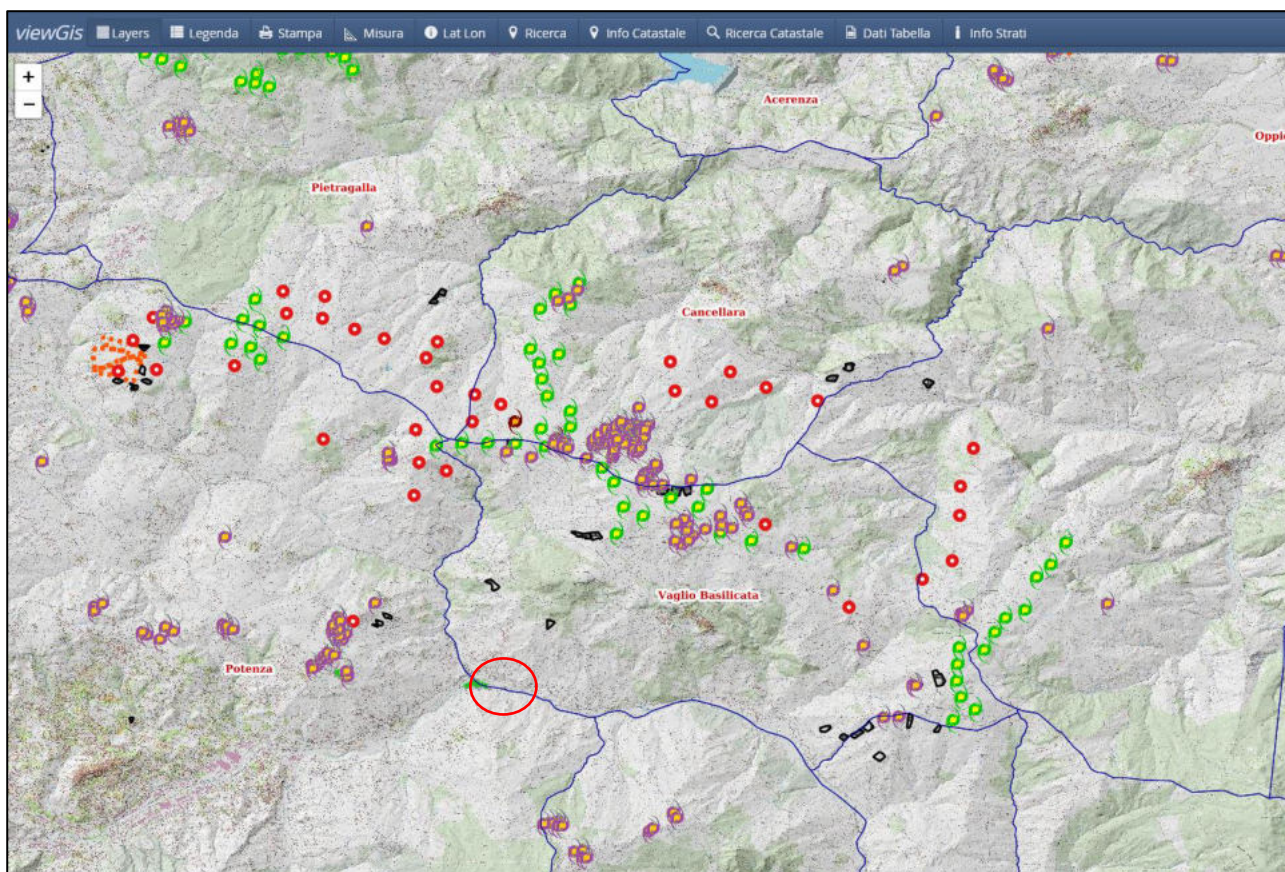 viewGis Layers Legenda Stampa Misura Lat Lon Ricerca Info Catastale Ricerca Catastale Dati Tabella Info Strati
+
−
Acerenza
Pietragalla
Cancellara
Vaglio Basilicata
Potenza